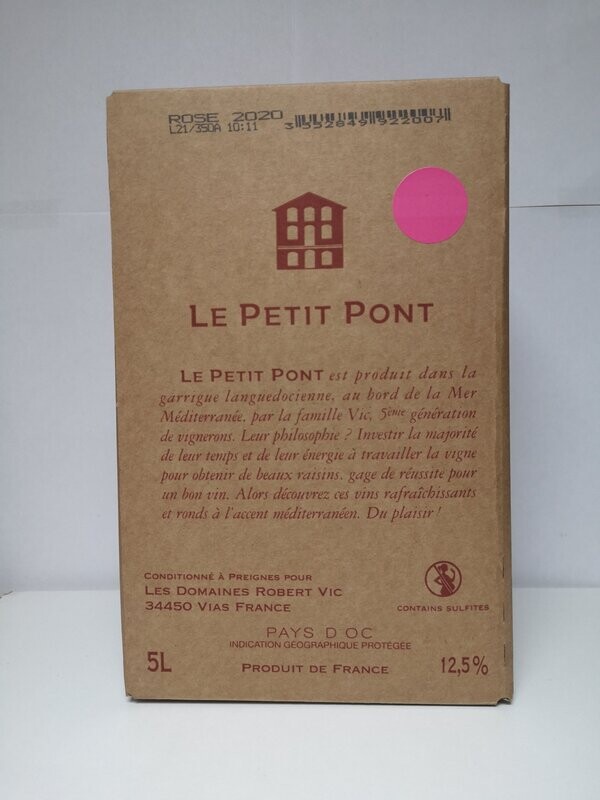 ROSE 2020
L21/350A 10:11
3 552849 922007
LE PETIT PONT
LE PETIT PONT est produit dans la
garrigue languedocienne, au bord de la Mer
Méditerranée, par la famille Vic, 5ème génération
de vignerons. Leur philosophie ? Investir la majorité
de leur temps et de leur énergie à travailler la vigne
pour obtenir de beaux raisins, gage de réussite pour
un bon vin. Alors découvrez ces vins rafraîchissants
et ronds à l'accent méditerranéen. Du plaisir !
CONDITIONNÉ À PREIGNES POUR
LES DOMAINES ROBERT VIC
34450 VIAS FRANCE
CONTAINS SULFITES
PAYS D'OC
INDICATION GÉOGRAPHIQUE PROTÉGÉE
5L
PRODUIT DE FRANCE
12,5%